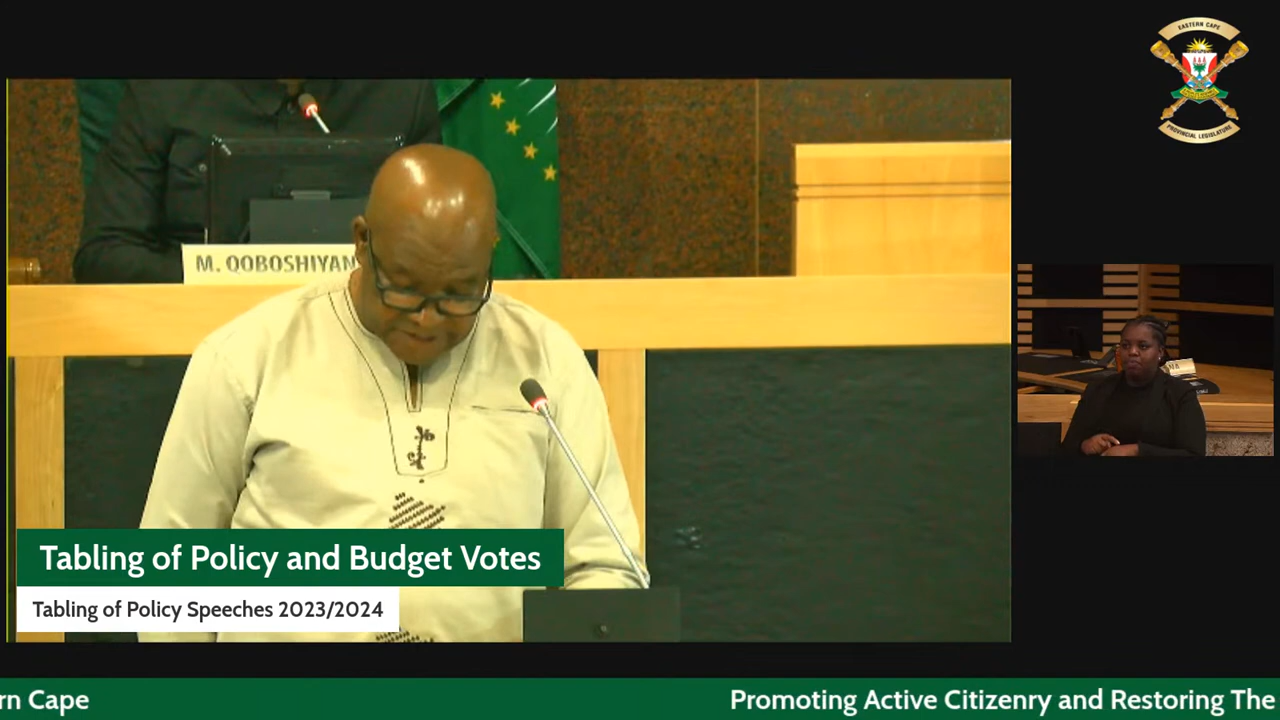 EASTERN CAPE
PROVINCIAL LEGISLATURE
M. QOBOSHIYAN
Tabling of Policy and Budget Votes
Tabling of Policy Speeches 2023/2024
rn Cape
Promoting Active Citizenry and Restoring The